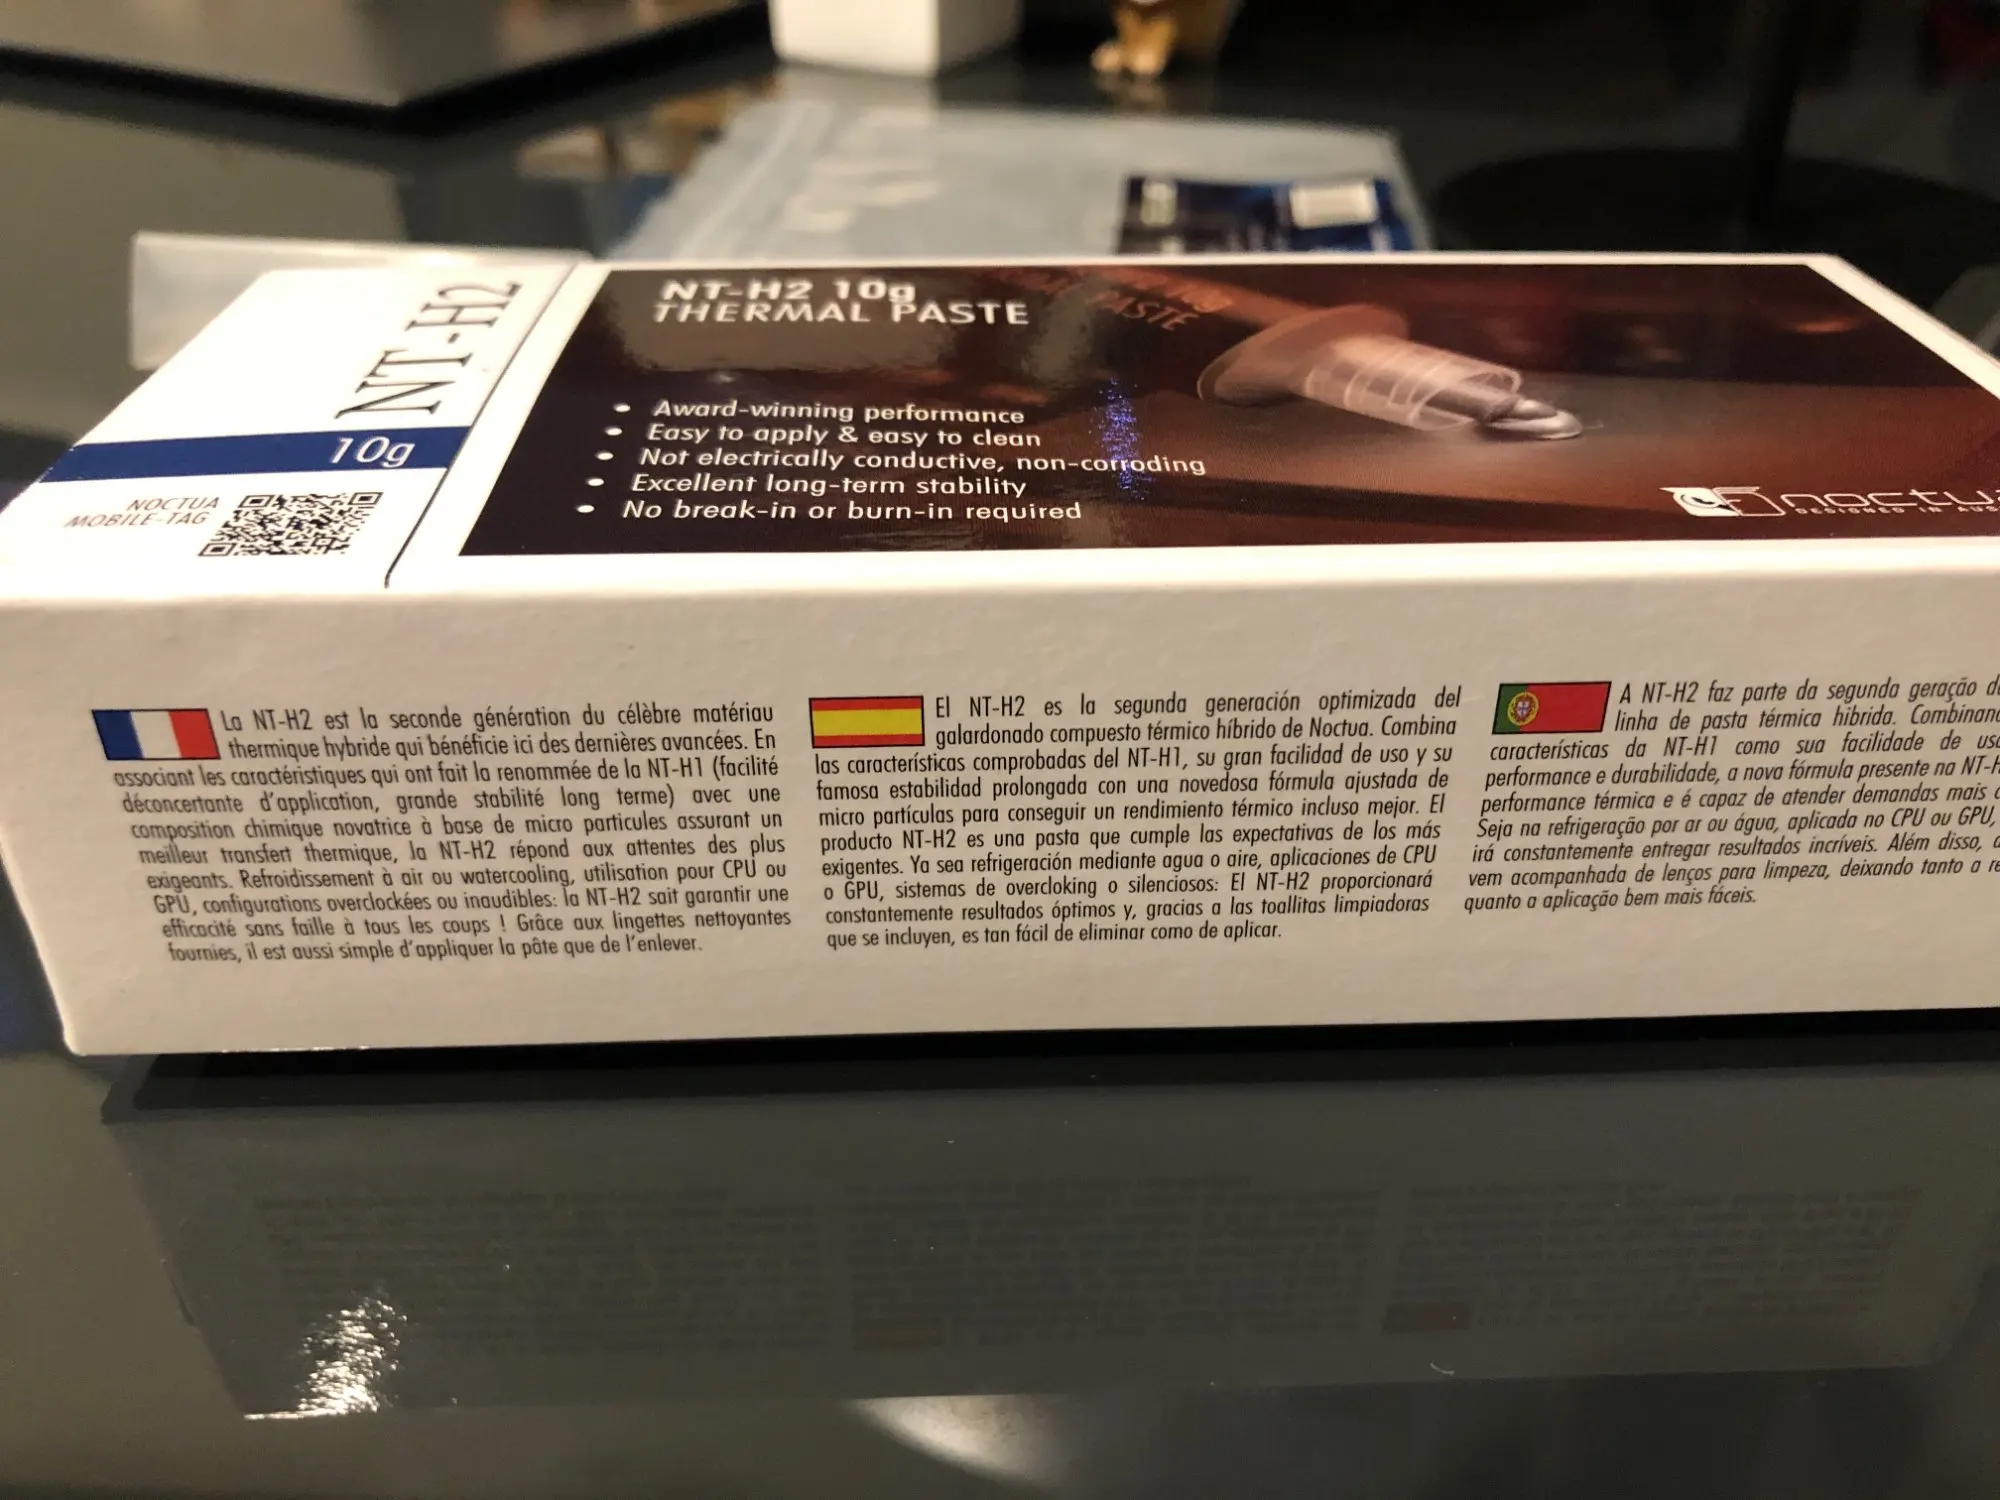 NT-H2
10g
NOCTUA
MOBILE-TAG
NT-H2 10g
THERMAL PASTE
• Award-winning performance
• Easy to apply & easy to clean
• Not electrically conductive, non-corroding
• Excellent long-term stability
• No break-in or burn-in required
noctua
DESIGNED IN
La NT-H2 est la seconde génération du célèbre matériau
thermique hybride qui bénéficie ici des dernières avancées. En
associant les caractéristiques qui ont fait la renommée de la NT-H1 (facilité
déconcertante d'application, grande stabilité long terme) avec une
composition chimique novatrice à base de micro particules assurant un
meilleur transfert thermique, la NT-H2 répond aux attentes des plus
exigeants. Refroidissement à air ou watercooling, utilisation pour CPU ou
GPU, configurations overclockées ou inaudibles: la NT-H2 sait garantir une
efficacité sans faille à tous les coups ! Grâce aux lingettes nettoyantes
fournies, il est aussi simple d'appliquer la pâte que de l'enlever.
El NT-H2 es la segunda generación optimizada del
galardonado compuesto térmico híbrido de Noctua. Combina
las características comprobadas del NT-H1, su gran facilidad de uso y su
famosa estabilidad prolongada con una novedosa fórmula ajustada de
micro partículas para conseguir un rendimiento térmico incluso mejor. El
producto NT-H2 es una pasta que cumple las expectativas de los más
exigentes. Ya sea refrigeración mediante agua o aire, aplicaciones de CPU
o GPU, sistemas de overcloking o silenciosos: El NT-H2 proporcionará
constantemente resultados óptimos y, gracias a las toallitas limpiadoras
que se incluyen, es tan fácil de eliminar como de aplicar.
A NT-H2 faz parte da segunda geração
linha de pasta térmica hibrida.
características da NT-H1 como sua facilidade de
performance e durabilidade, a nova fórmula presente na
performance térmica e é capaz de atender demandas mais
Seja na refrigeração por ar ou água, aplicada no CPU ou GPU,
irá constantemente entregar resultados incríveis. Além disso,
vem acompanhada de lenços para limpeza, deixando tanto a
quanto a aplicação bem mais fáceis.